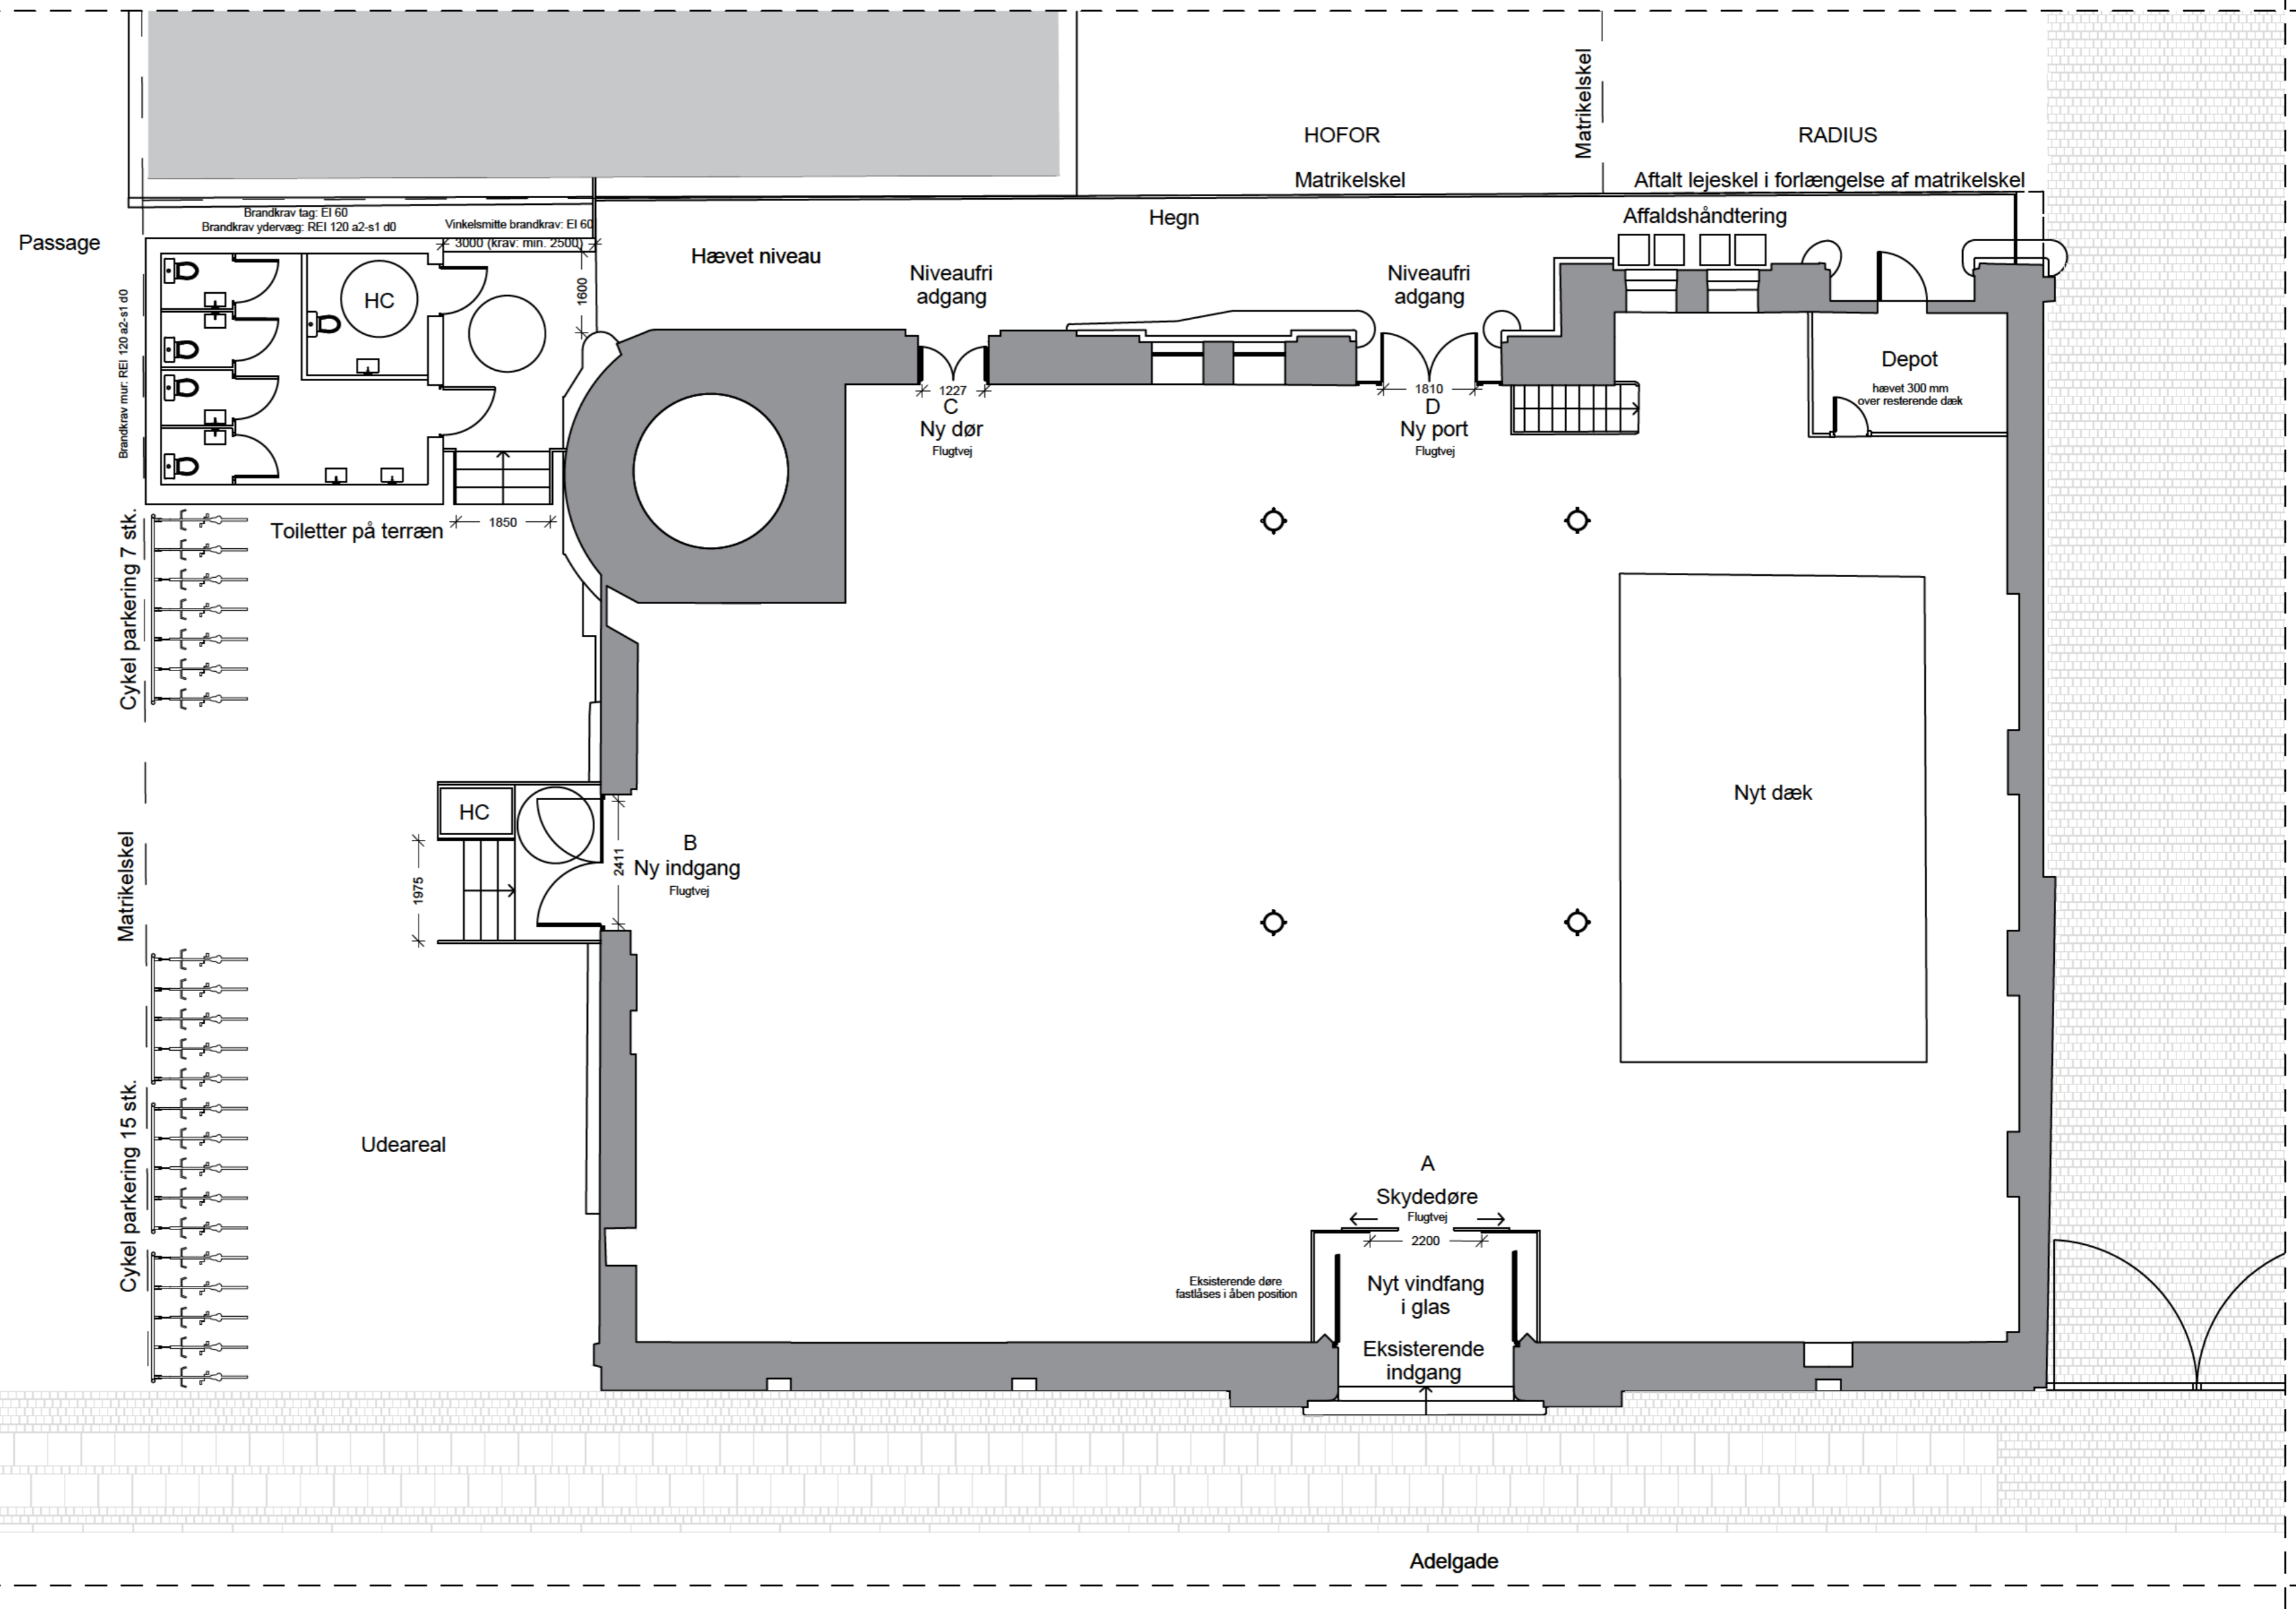 HOFOR
Matrikelskel
RADIUS
Matrikelskel
Aftalt lejeskel i forlængelse af matrikelskel
Brandkrav tag: EI 60
Brandkrav ydervæg: REI 120 a2-s1 d0
Vinkelsmitte brandkrav: EI 60
3000 (krav: min. 2500)
Hegn
Affaldshåndtering
Passage
Hævet niveau
Niveaufri
adgang
Niveaufri
adgang
1600
HC
Brandkrav mur: REI 120 a2-s1 d0
Depot
hævet 300 mm
over resterende dæk
1227
C
Ny dør
Flugtvej
1810
D
Ny port
Flugtvej
Toiletter på terræn
1850
Cykel parkering 7 stk.
HC
Nyt dæk
B
Ny indgang
Flugtvej
2411
1975
Matrikelskel
Cykel parkering 15 stk.
Udeareal
A
Skydedøre
Flugtvej
2200
Eksisterende døre
fastlåses i åben position
Nyt vindfang
i glas
Eksisterende
indgang
Adelgade